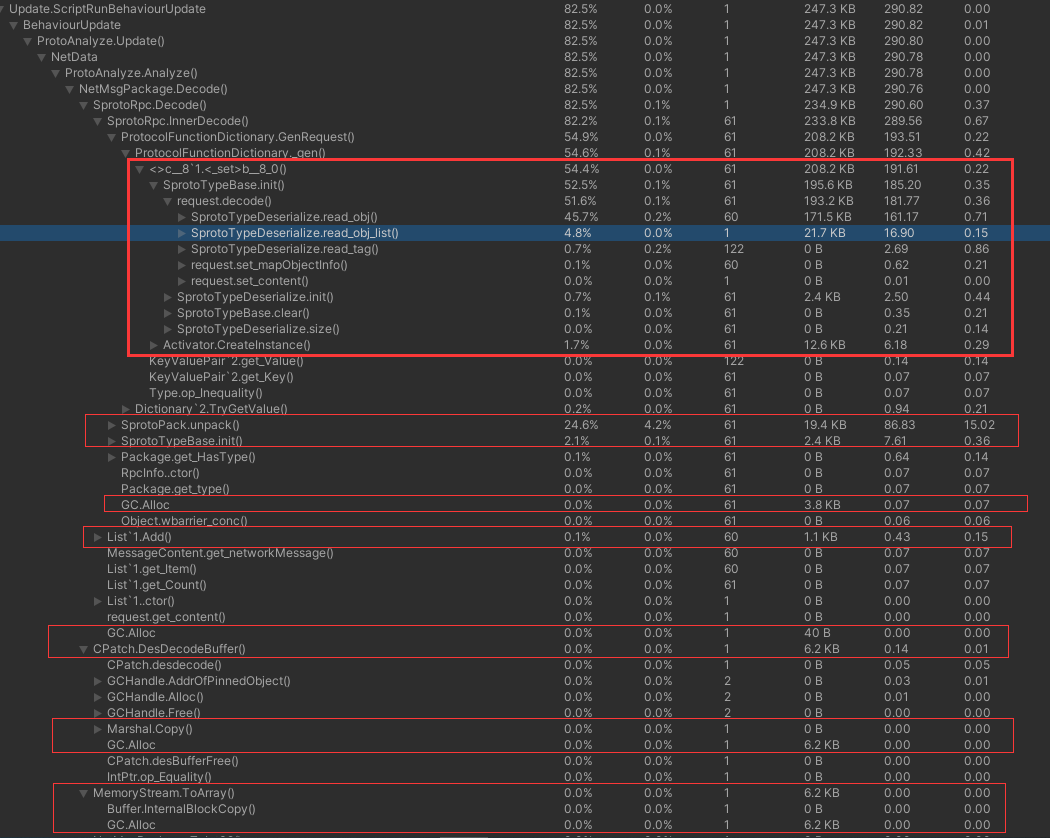 Update.ScriptRunBehaviourUpdate 82.5% 0.0% 1 247.3 KB 290.82 0.00
BehaviourUpdate 82.5% 0.0% 1 247.3 KB 290.82 0.01
ProtoAnalyze.Update() 82.5% 0.0% 1 247.3 KB 290.80 0.00
NetData 82.5% 0.0% 1 247.3 KB 290.78 0.00
ProtoAnalyze.Analyze() 82.5% 0.0% 1 247.3 KB 290.78 0.00
NetMsgPackage.Decode() 82.5% 0.0% 1 247.3 KB 290.76 0.00
SprotoRpc.Decode() 82.5% 0.1% 1 234.9 KB 290.60 0.37
SprotoRpc.InnerDecode() 82.2% 0.1% 61 233.8 KB 289.56 0.67
ProtocolFunctionDictionary.GenRequest() 54.9% 0.0% 61 208.2 KB 193.51 0.22
ProtocolFunctionDictionary._gen() 54.6% 0.1% 61 208.2 KB 192.33 0.42
<>c__8`1.<_set>b__8_0() 54.4% 0.0% 61 208.2 KB 191.61 0.22
SprotoTypeBase.init() 52.5% 0.1% 61 195.6 KB 185.20 0.35
request.decode() 51.6% 0.1% 61 193.2 KB 181.77 0.36
SprotoTypeDeserialize.read_obj() 45.7% 0.2% 60 171.5 KB 161.17 0.71
SprotoTypeDeserialize.read_obj_list() 4.8% 0.0% 1 21.7 KB 16.90 0.15
SprotoTypeDeserialize.read_tag() 0.7% 0.2% 122 0 B 2.69 0.86
request.set_mapObjectInfo() 0.1% 0.0% 60 0 B 0.62 0.21
request.set_content() 0.0% 0.0% 1 0 B 0.01 0.00
SprotoTypeDeserialize.init() 0.7% 0.1% 61 2.4 KB 2.50 0.44
SprotoTypeBase.clear() 0.1% 0.0% 61 0 B 0.35 0.21
SprotoTypeDeserialize.size() 0.0% 0.0% 61 0 B 0.21 0.14
Activator.CreateInstance() 1.7% 0.0% 61 12.6 KB 6.18 0.29
KeyValuePair`2.get_Value() 0.0% 0.0% 122 0 B 0.14 0.14
KeyValuePair`2.get_Key() 0.0% 0.0% 61 0 B 0.07 0.07
Type.op_Inequality() 0.0% 0.0% 61 0 B 0.07 0.07
Dictionary`2.TryGetValue() 0.2% 0.0% 61 0 B 0.94 0.21
SprotoPack.unpack() 24.6% 4.2% 61 19.4 KB 86.83 15.02
SprotoTypeBase.init() 2.1% 0.1% 61 2.4 KB 7.61 0.36
Package.get_HasType() 0.1% 0.0% 61 0 B 0.64 0.14
RpcInfo..ctor() 0.0% 0.0% 61 0 B 0.07 0.07
Package.get_type() 0.0% 0.0% 61 0 B 0.07 0.07
GC.Alloc 0.0% 0.0% 61 3.8 KB 0.07 0.07
Object.wbarrier_conc() 0.0% 0.0% 61 0 B 0.06 0.06
List`1.Add() 0.1% 0.0% 60 1.1 KB 0.43 0.15
MessageContent.get_networkMessage() 0.0% 0.0% 60 0 B 0.07 0.07
List`1.get_Item() 0.0% 0.0% 60 0 B 0.07 0.07
List`1.get_Count() 0.0% 0.0% 61 0 B 0.07 0.07
List`1..ctor() 0.0% 0.0% 1 0 B 0.00 0.00
request.get_content() 0.0% 0.0% 1 0 B 0.00 0.00
GC.Alloc 0.0% 0.0% 1 40 B 0.00 0.00
CPatch.DesDecodeBuffer() 0.0% 0.0% 1 6.2 KB 0.14 0.01
CPatch.desdecode() 0.0% 0.0% 1 0 B 0.05 0.05
GCHandle.AddrOfPinnedObject() 0.0% 0.0% 2 0 B 0.03 0.01
GCHandle.Alloc() 0.0% 0.0% 2 0 B 0.01 0.00
GCHandle.Free() 0.0% 0.0% 2 0 B 0.00 0.00
Marshal.Copy() 0.0% 0.0% 1 0 B 0.00 0.00
GC.Alloc 0.0% 0.0% 1 6.2 KB 0.00 0.00
CPatch.desBufferFree() 0.0% 0.0% 1 0 B 0.00 0.00
IntPtr.op_Equality() 0.0% 0.0% 1 0 B 0.00 0.00
MemoryStream.ToArray() 0.0% 0.0% 1 6.2 KB 0.00 0.00
Buffer.InternalBlockCopy() 0.0% 0.0% 1 0 B 0.00 0.00
GC.Alloc 0.0% 0.0% 1 6.2 KB 0.00 0.00